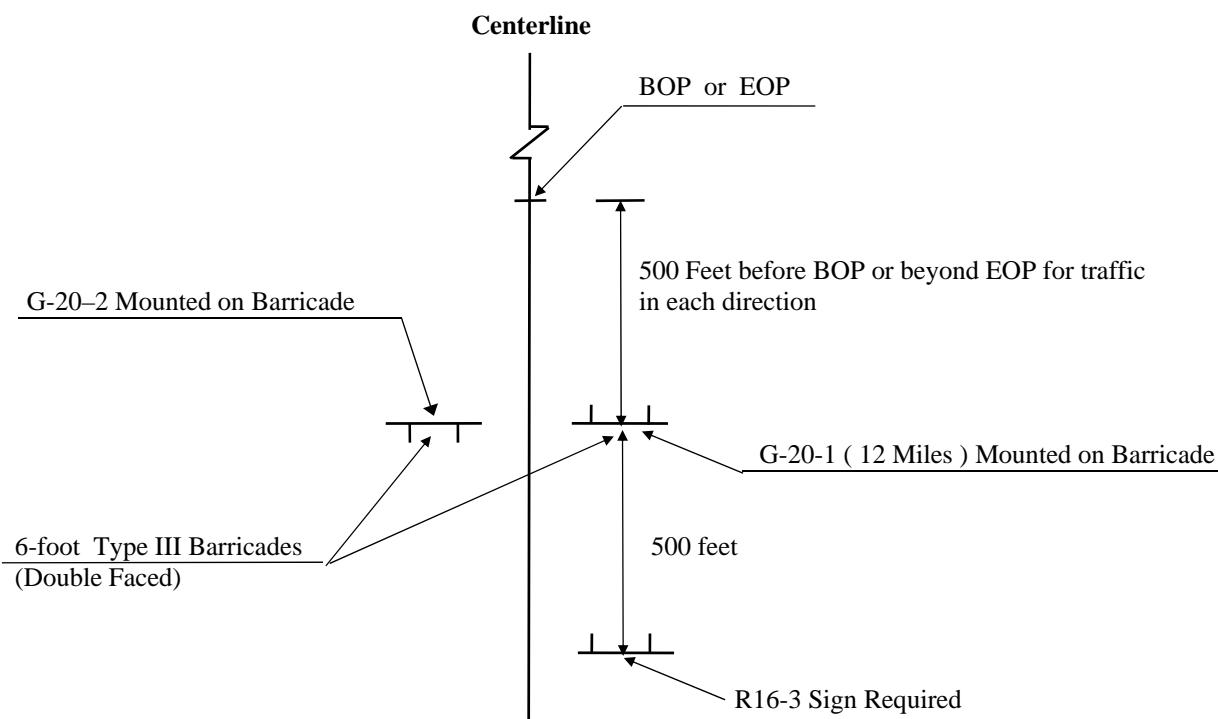 Centerline
BOP or EOP
500 Feet before BOP or beyond EOP for traffic
in each direction
G-20–2 Mounted on Barricade
G-20-1 ( 12 Miles ) Mounted on Barricade
6-foot Type III Barricades
(Double Faced)
500 feet
R16-3 Sign Required